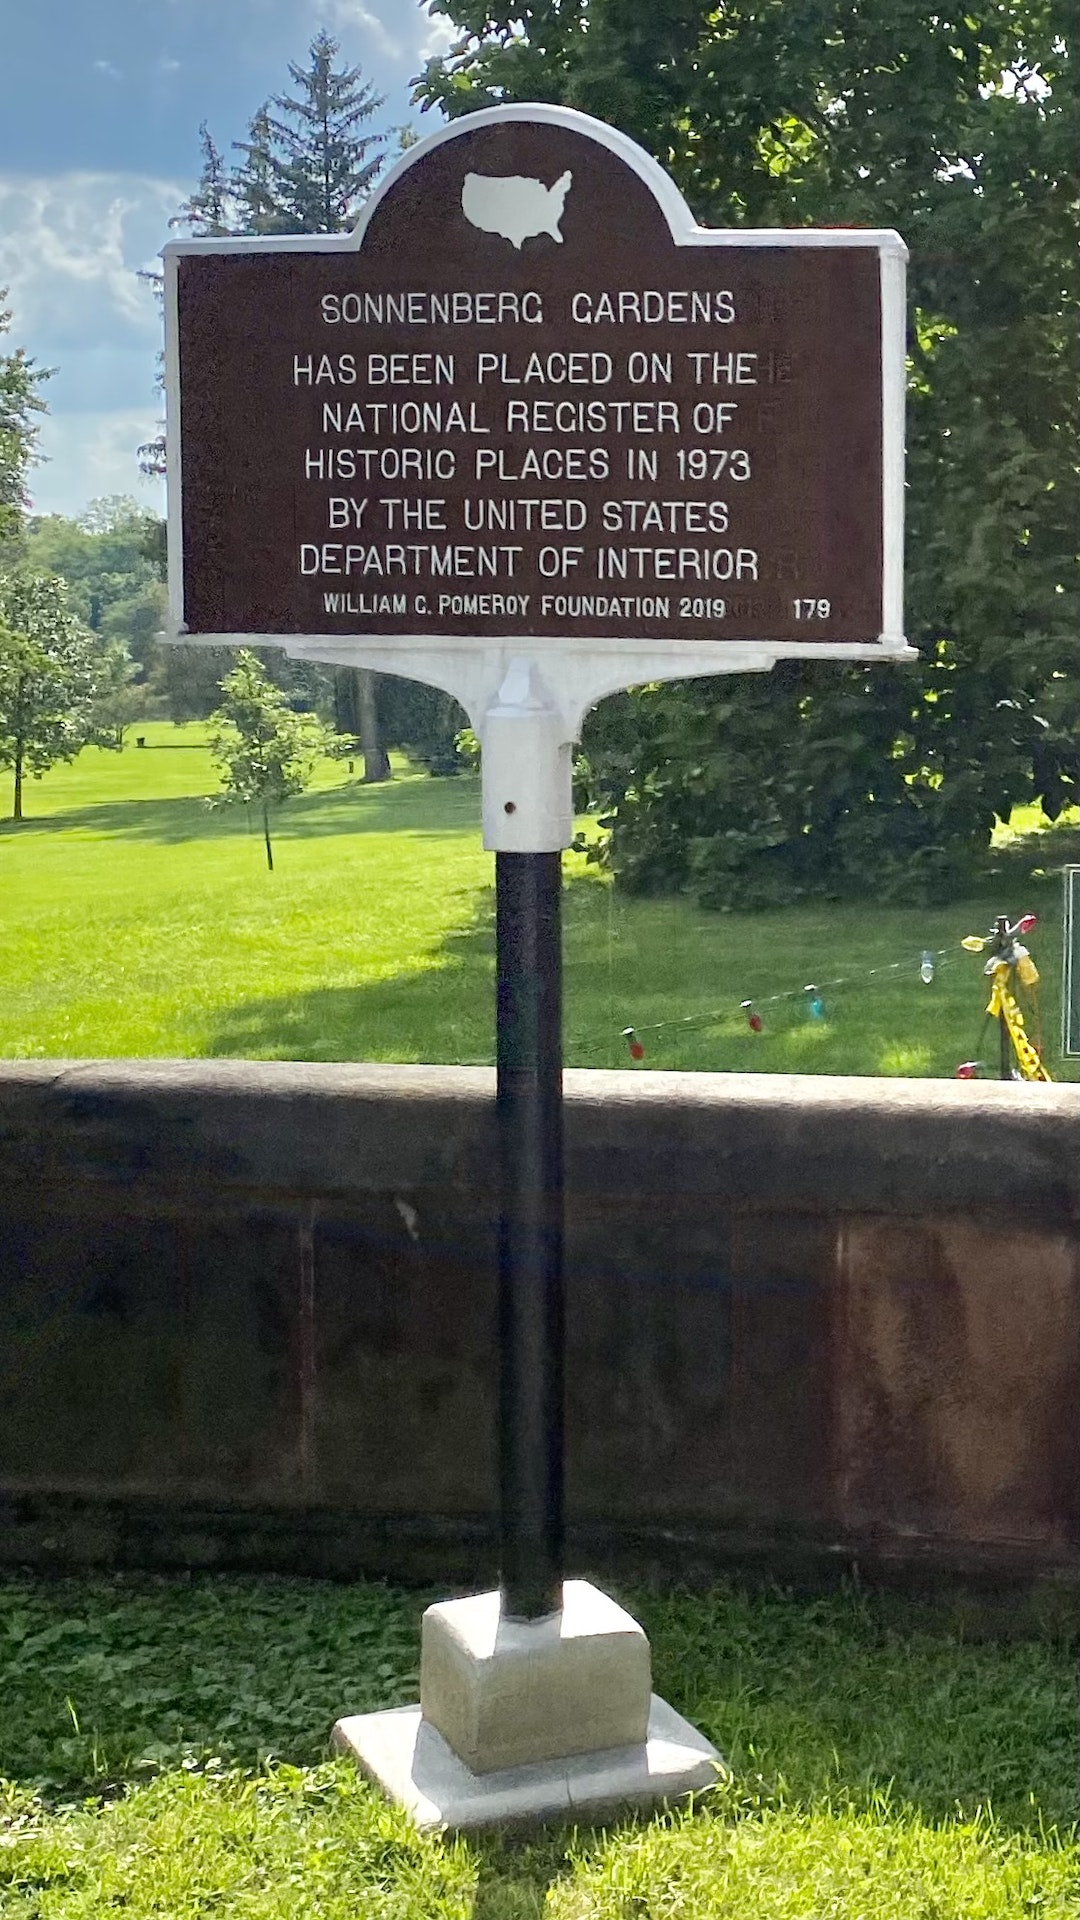 SONNENBERG GARDENS
HAS BEEN PLACED ON THE
NATIONAL REGISTER OF
HISTORIC PLACES IN 1973
BY THE UNITED STATES
DEPARTMENT OF INTERIOR
WILLIAM G. POMEROY FOUNDATION 2019 179